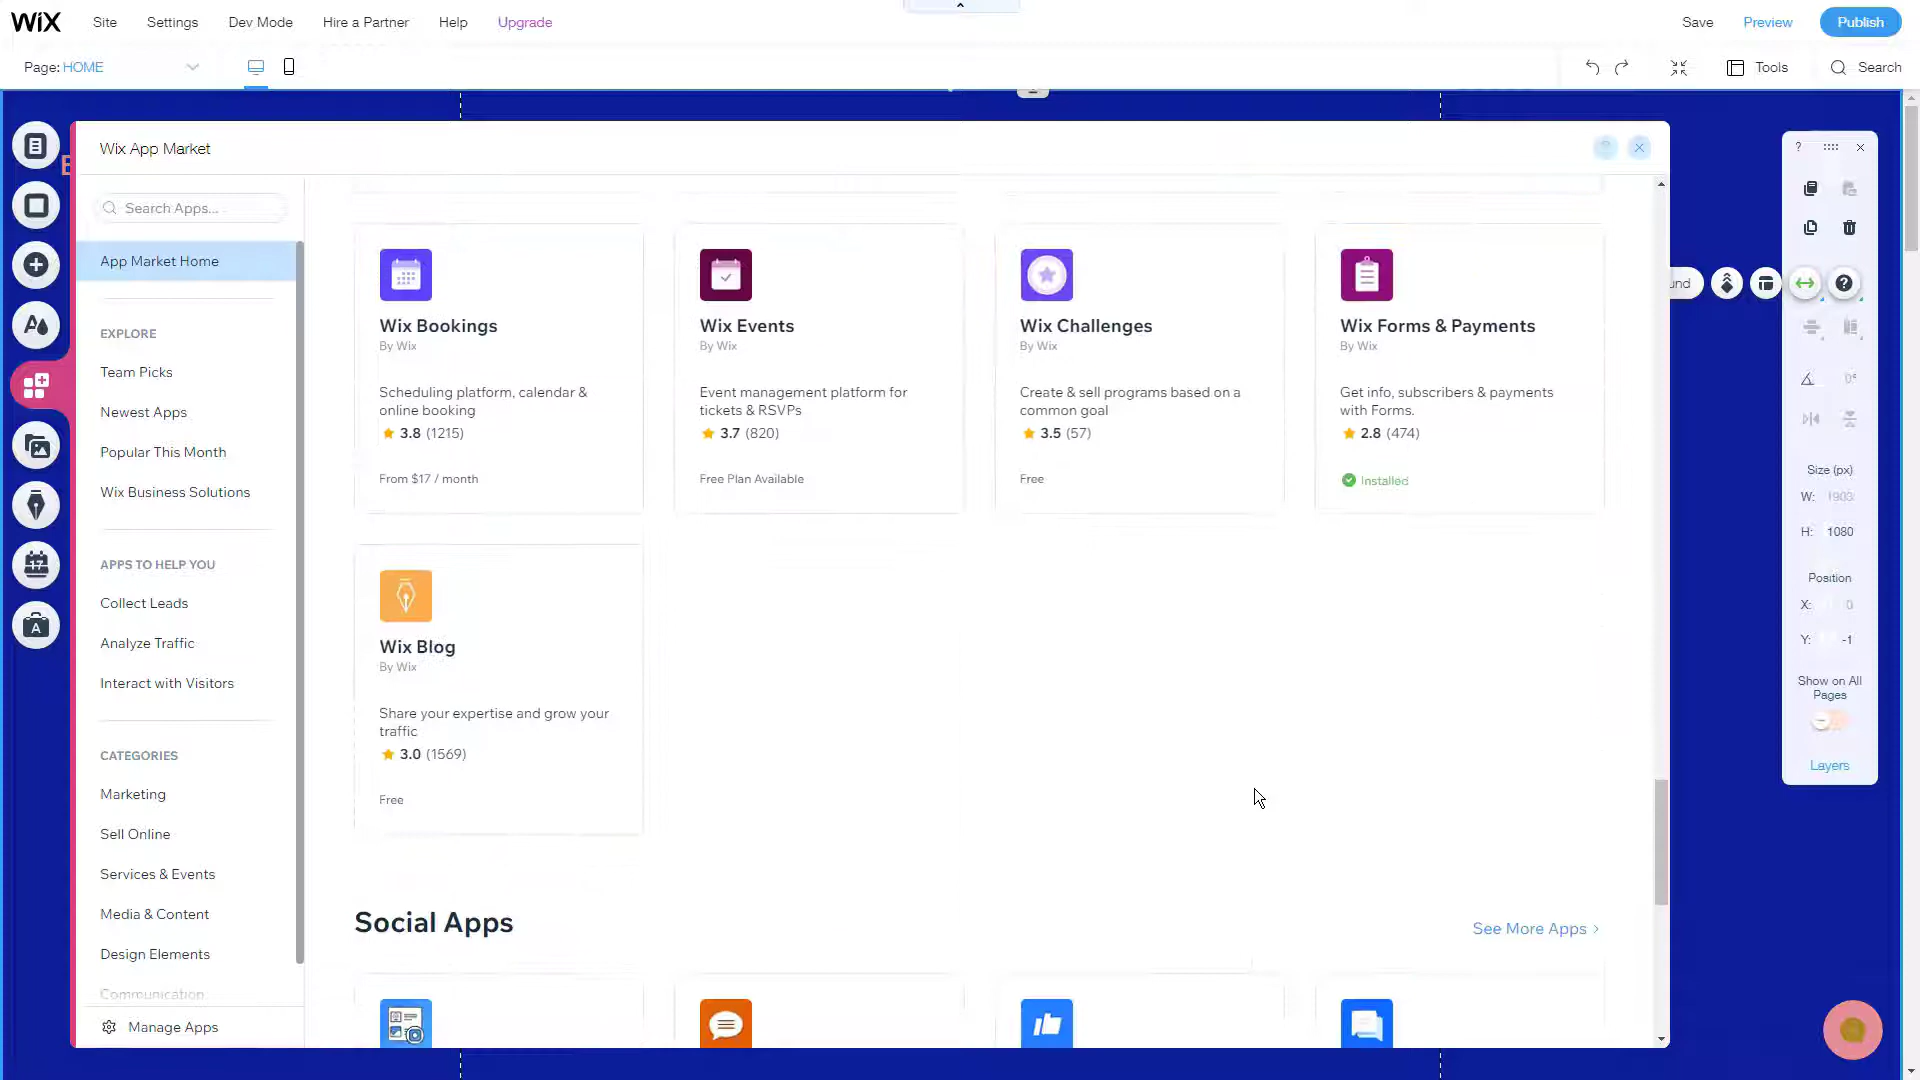 WiX Site Settings Dev Mode Hire a Partner Help Upgrade Save Preview Publish
Page: HOME Tools Search
Wix App Market
Search Apps...
App Market Home
EXPLORE
Team Picks
Newest Apps
Popular This Month
Wix Business Solutions
APPS TO HELP YOU
Collect Leads
Analyze Traffic
Interact with Visitors
CATEGORIES
Marketing
Sell Online
Services & Events
Media & Content
Design Elements
Communication
Manage Apps
Wix Bookings
By Wix
Scheduling platform, calendar &
online booking
3.8 (1215)
From $17 / month
Wix Events
By Wix
Event management platform for
tickets & RSVPs
3.7 (820)
Free Plan Available
Wix Challenges
By Wix
Create & sell programs based on a
common goal
3.5 (57)
Free
Wix Forms & Payments
By Wix
Get info, subscribers & payments
with Forms.
2.8 (474)
Installed
Wix Blog
By Wix
Share your expertise and grow your
traffic
3.0 (1569)
Free
Social Apps
See More Apps >
?
und
?
0°
Size (px)
W: 1903
H: 1080
Position
X: 0
Y: -1
Show on All
Pages
Layers
17
A
A